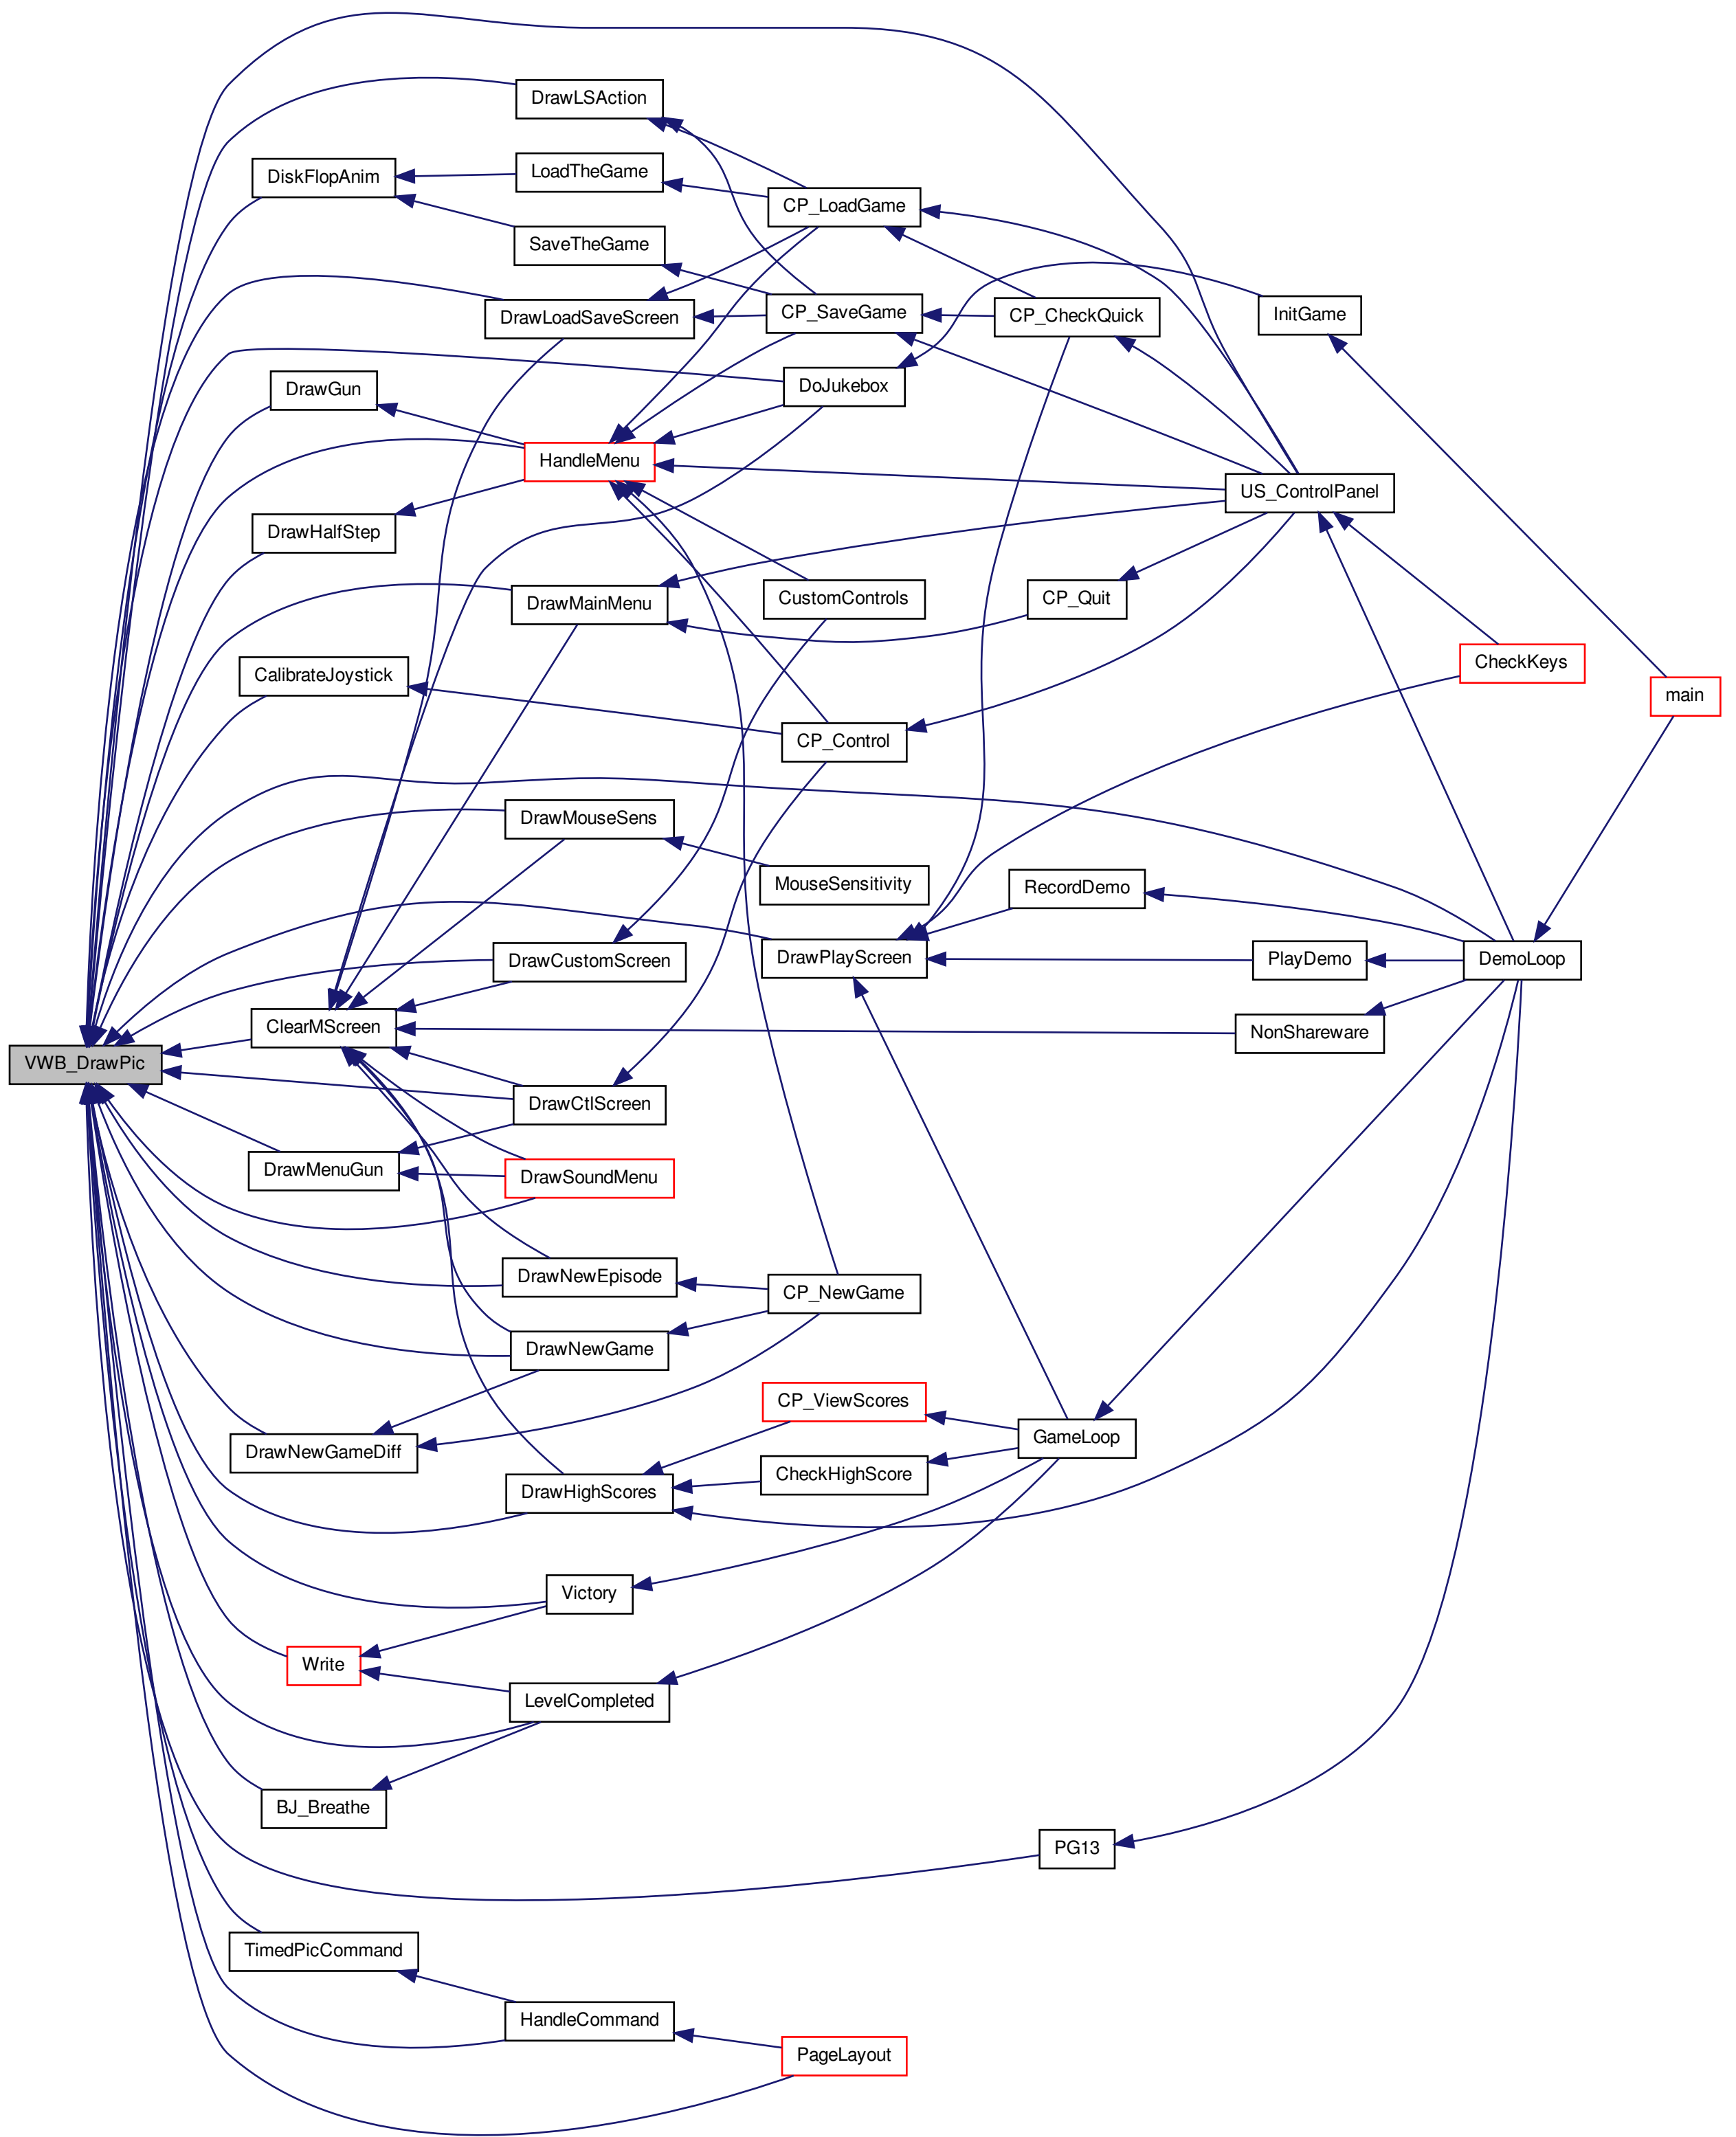 DrawLSAction
LoadTheGame
DiskFlopAnim
CP_LoadGame
SaveTheGame
CP_SaveGame
InitGame
DrawLoadSaveScreen
CP_CheckQuick
DoJukebox
DrawGun
HandleMenu
US_ControlPanel
DrawHalfStep
DrawMainMenu
CustomControls
CP_Quit
CheckKeys
CalibrateJoystick
main
CP_Control
DrawMouseSens
MouseSensitivity
RecordDemo
DrawCustomScreen
DrawPlayScreen
PlayDemo
DemoLoop
ClearMScreen
NonShareware
VWB_DrawPic
DrawCtlScreen
DrawMenuGun
DrawSoundMenu
DrawNewEpisode
CP_NewGame
DrawNewGame
CP_ViewScores
GameLoop
DrawNewGameDiff
CheckHighScore
DrawHighScores
Victory
Write
LevelCompleted
BJ_Breathe
PG13
TimedPicCommand
HandleCommand
PageLayout